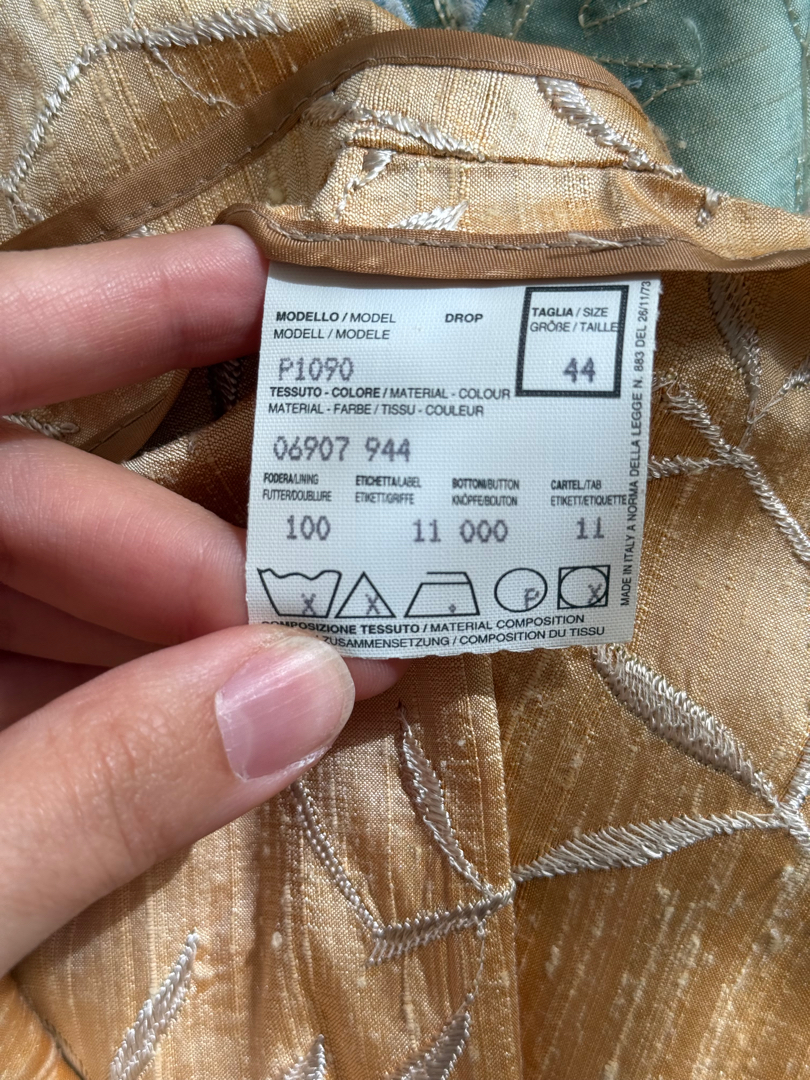 MODELLO / MODEL DROP
MODELL / MODELE
TAGLIA / SIZE
GRÖßE / TAILLE
P1090
44
TESSUTO - COLORE / MATERIAL - COLOUR
MATERIAL - FARBE / TISSU - COULEUR
06907 944
FODERA/LINING ETICHETTA/LABEL BOTTONI/BUTTON CARTEL./TAB
FUTTER/DOUBLURE ETIKETT/GRIFFE KNÖPFE/BOUTON ETIKETT/ETIQUETTE
100 11 000 11
X X P X
COMPOSIZIONE TESSUTO / MATERIAL COMPOSITION
ZUSAMMENSETZUNG / COMPOSITION DU TISSU
MADE IN ITALY A NORMA DELLA LEGGE N. 883 DEL 26/11/73